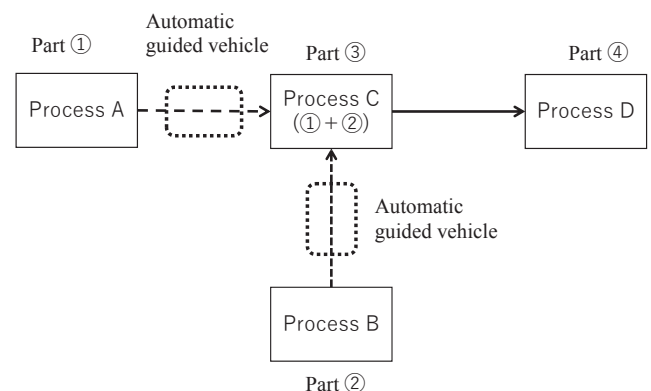 Automatic
guided vehicle
Part ①
Part ③
Part ④
Process A
Process C
(①+②)
Process D
Automatic
guided vehicle
Process B
Part ②